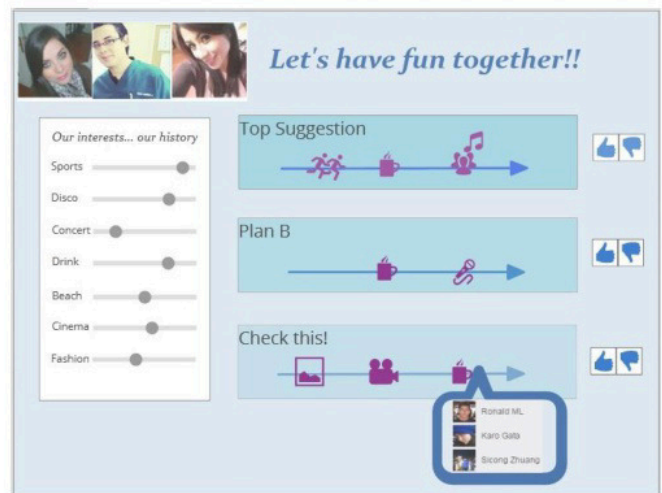 Let's have fun together!!
Our interests... our history
Sports
Disco
Concert
Drink
Beach
Cinema
Fashion
Top Suggestion
Plan B
Check this!
Ronald ML
Karo Gata
Sicong Zhuang